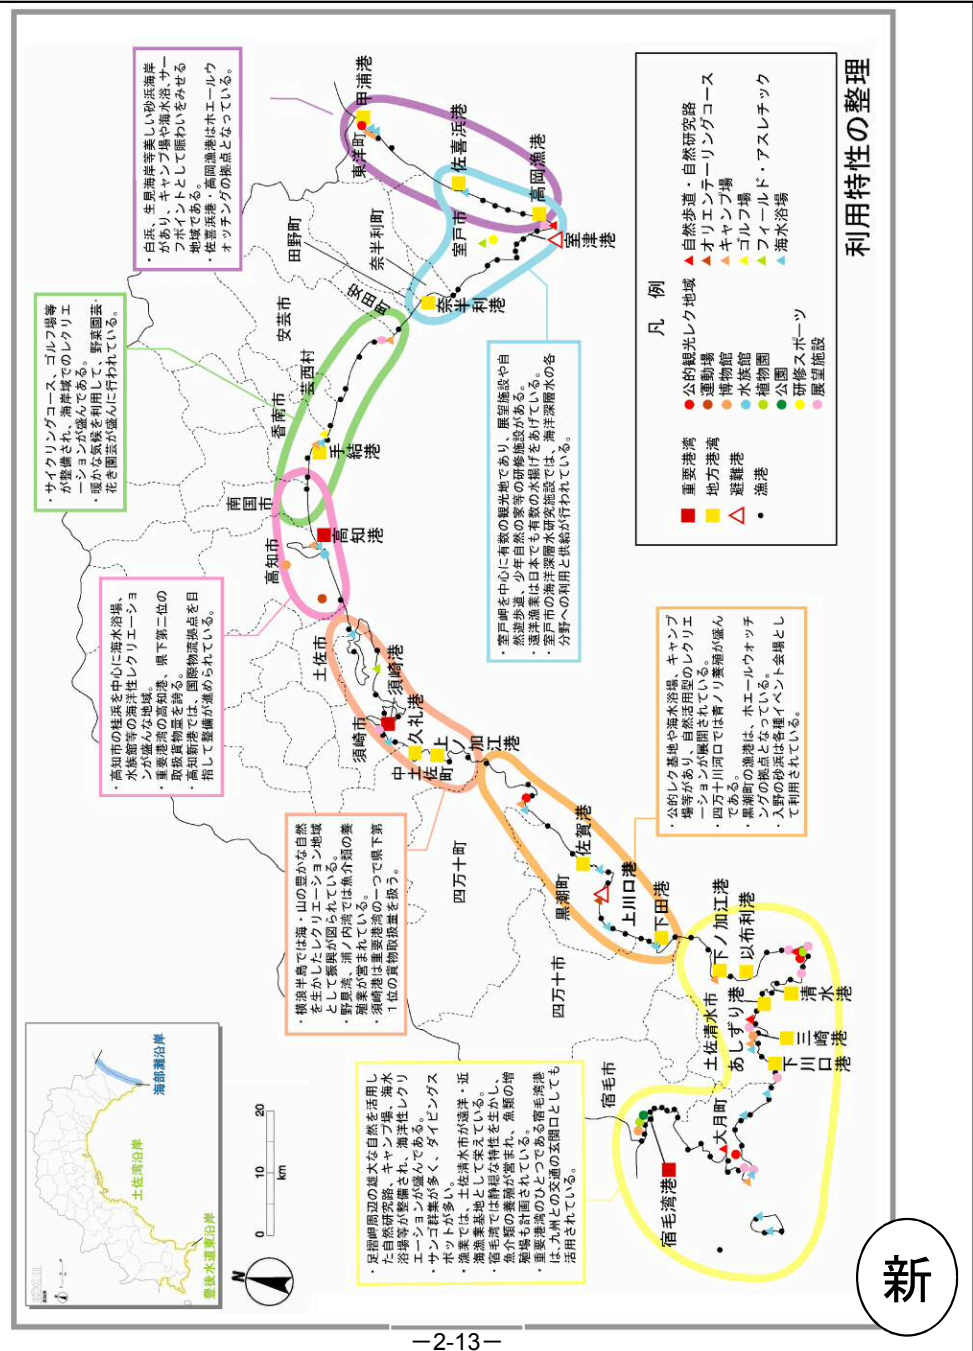 利用特性の整理
・白浜、生見海岸等美しい砂浜海岸
があり、キャンプ場や海水浴、サー
フポイントとして賑わいをみせる
地域である。
・佐喜浜港・高岡漁港はホエールウ
ォッチングの拠点となっている。
・サイクリングコース、ゴルフ場等
が整備され、海岸域でのレクリエ
ーションが盛んである。
・暖かな気候を利用して、野菜園芸・
花き園芸が盛んに行われている。
・高知市の桂浜を中心に海水浴場、
水族館等の海洋性レクリエーショ
ンが盛んな地域。
・重要港湾の高知港、県下第二位の
取扱貨物量を誇る。
・高知新港では、国際物流拠点を目
指して整備が進められている。
・横浪半島では海・山の豊かな自然
を生かしたレクリエーション地域
として振興が図られている。
・野見湾、浦ノ内湾では魚介類の養
殖業が営まれている。
・須崎港は重要港湾の一つで県下第
1位の貨物取扱量を扱う。
・足摺岬周辺の雄大な自然を活用し
た自然研究路、キャンプ場、海水
浴場等が整備され、海洋性レクリ
エーションが盛んである。
・サンゴ群集が多く、ダイビングス
ポットが多い。
・漁業では、土佐清水市が遠洋・近
海漁業基地として栄えている。
・宿毛湾では静穏な特性を生かし、
魚介類の養殖が営まれ、魚類の増
殖場も計画されている。
・重要港湾のひとつである宿毛湾港
は、九州との交通の玄関口としても
活用されている。
・室戸岬を中心に有数の観光地であり、展望施設や自
然遊歩道、少年自然の家等の研修施設がある。
・遠洋漁業は日本でも有数の水揚げをあげている。
・室戸市の海洋深層水研究施設では、海洋深層水の各
分野への利用と供給が行われている。
・公的レク基地や海水浴場、キャンプ
場等があり、自然活用型のレクリエ
ーションが展開されている。
・四万十川河口では青ノリ養殖が盛ん
である。
・黒潮町の漁港は、ホエールウォッチ
ングの拠点となっている。
・入野の砂浜は各種イベント会場とし
て利用されている。
甲浦港
東洋町
佐喜浜港
高岡漁港
室戸市
室津港
奈半利町
田野町
奈半利港
安田町
安芸市
芸西村
香南市
手結港
南国市
高知港
高知市
土佐市
須崎港
須崎市
久礼港
中土佐町
上ノ加江港
四万十町
佐賀港
黒潮町
上川口港
下田港
四万十市
下ノ加江港
以布利港
土佐清水市
あしずり港
清水港
三崎港
下川口港
大月町
宿毛市
宿毛湾港
凡 例
重要港湾
地方港湾
避難港
漁港
公的観光レク地域
運動場
博物館
水族館
植物園
公園
研修スポーツ
展望施設
自然歩道・自然研究路
オリエンテーリングコース
キャンプ場
ゴルフ場
フィールド・アスレチック
海水浴場
海部灘沿岸
土佐湾沿岸
豊後水道東沿岸
N
0 10 20
km
新
－2-13－